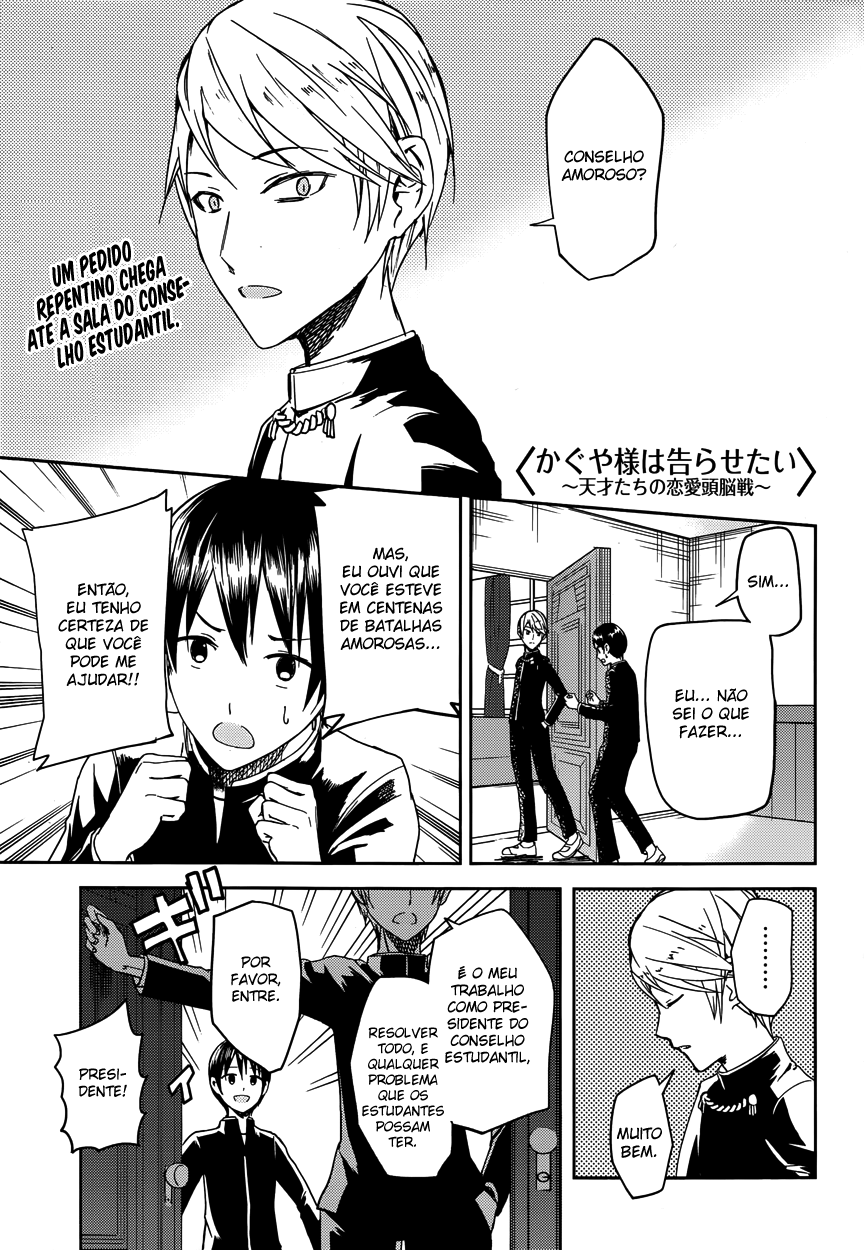 CONSELHO
AMOROSO?
UM PEDIDO
REPENTINO CHEGA
ATÉ A SALA DO CONSE-
LHO ESTUDANTIL.
かぐや様は告らせたい
～天才たちの恋愛頭脳戦～
SIM...
EU... NÃO
SEI O QUE
FAZER...
MAS,
EU OUVI QUE
VOCÊ ESTEVE
EM CENTENAS
DE BATALHAS
AMOROSAS...
ENTÃO,
EU TENHO
CERTEZA
DE QUE VOCÊ
PODE ME
AJUDAR!!
........
MUITO
BEM.
É O MEU
TRABALHO
COMO PRE-
SIDENTE DO
CONSELHO
ESTUDANTIL,
RESOLVER
TODO, E
QUALQUER
PROBLEMA
QUE OS
ESTUDANTES
POSSAM
TER.
POR
FAVOR,
ENTRE.
ギィ
PRESI-
DENTE!